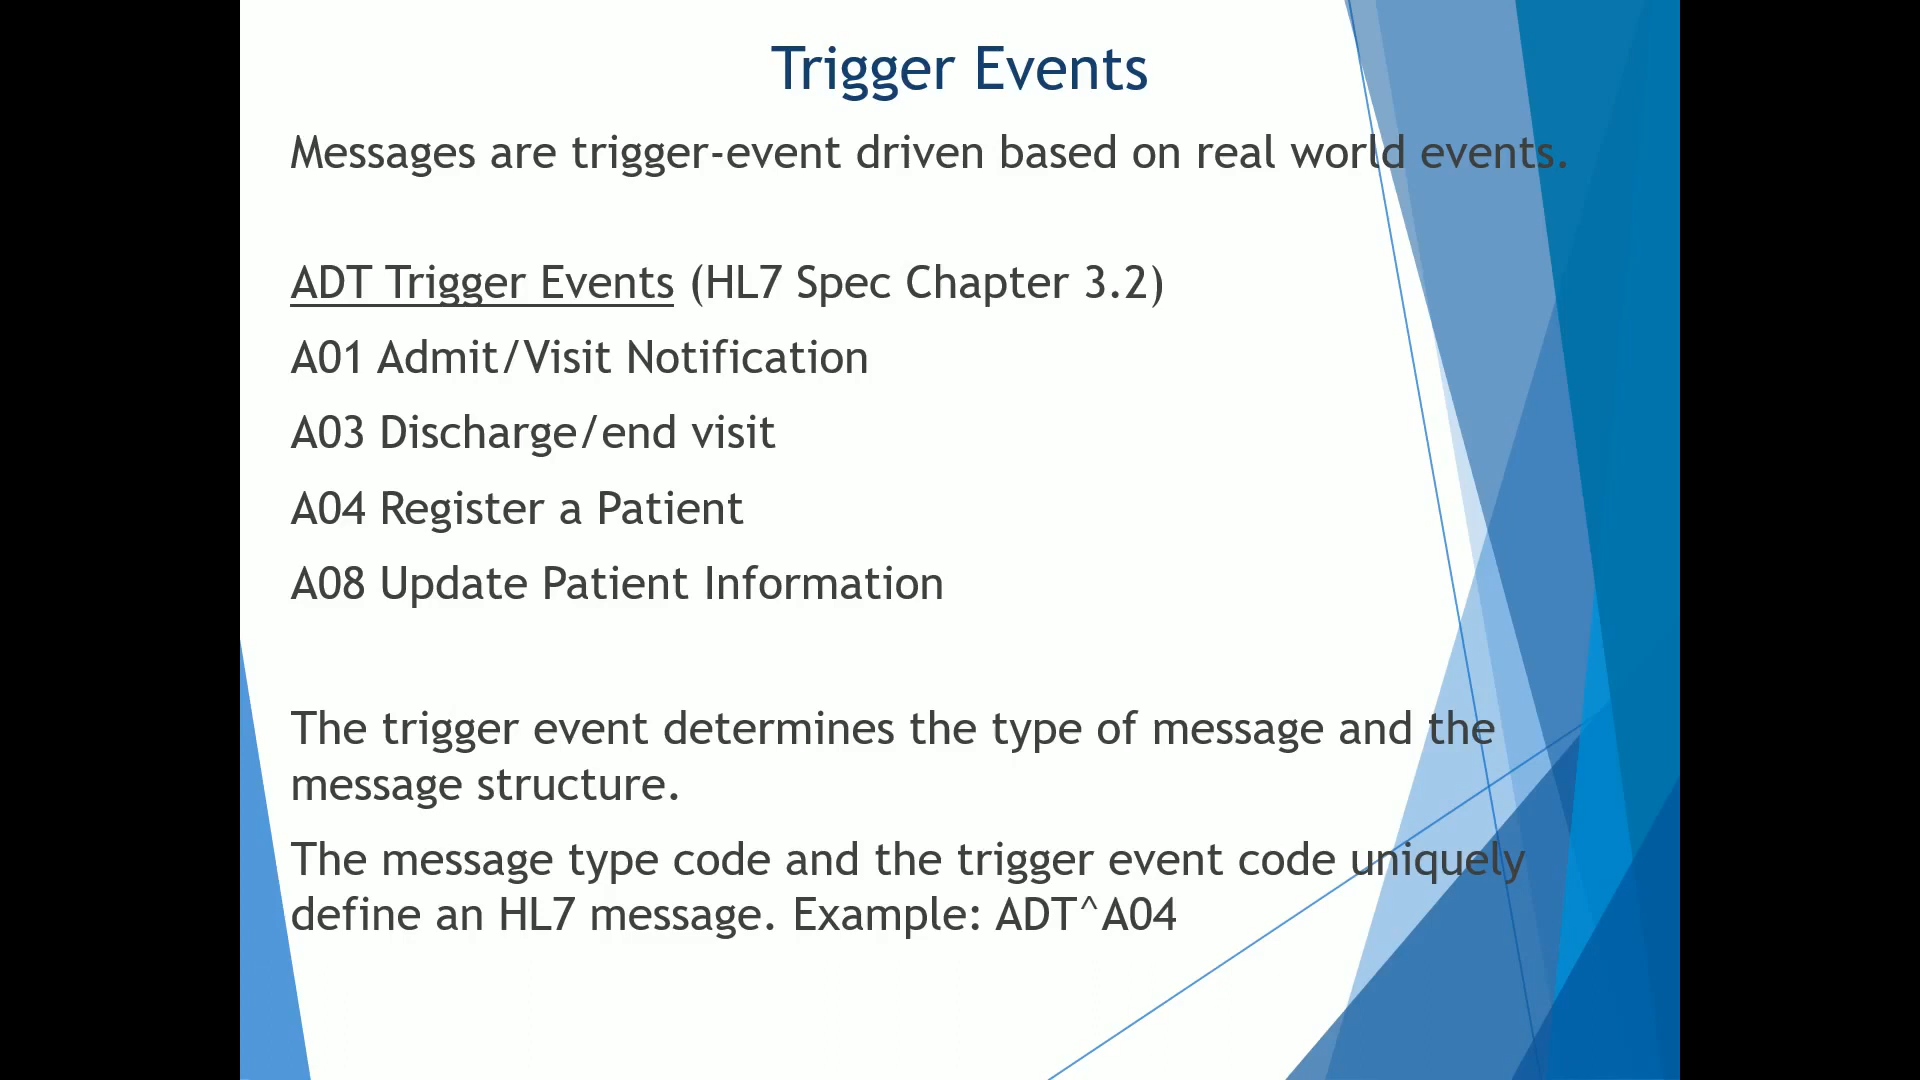 Trigger Events
Messages are trigger-event driven based on real world events.
ADT Trigger Events (HL7 Spec Chapter 3.2)
A01 Admit/Visit Notification
A03 Discharge/end visit
A04 Register a Patient
A08 Update Patient Information
The trigger event determines the type of message and the
message structure.
The message type code and the trigger event code uniquely
define an HL7 message. Example: ADT^A04